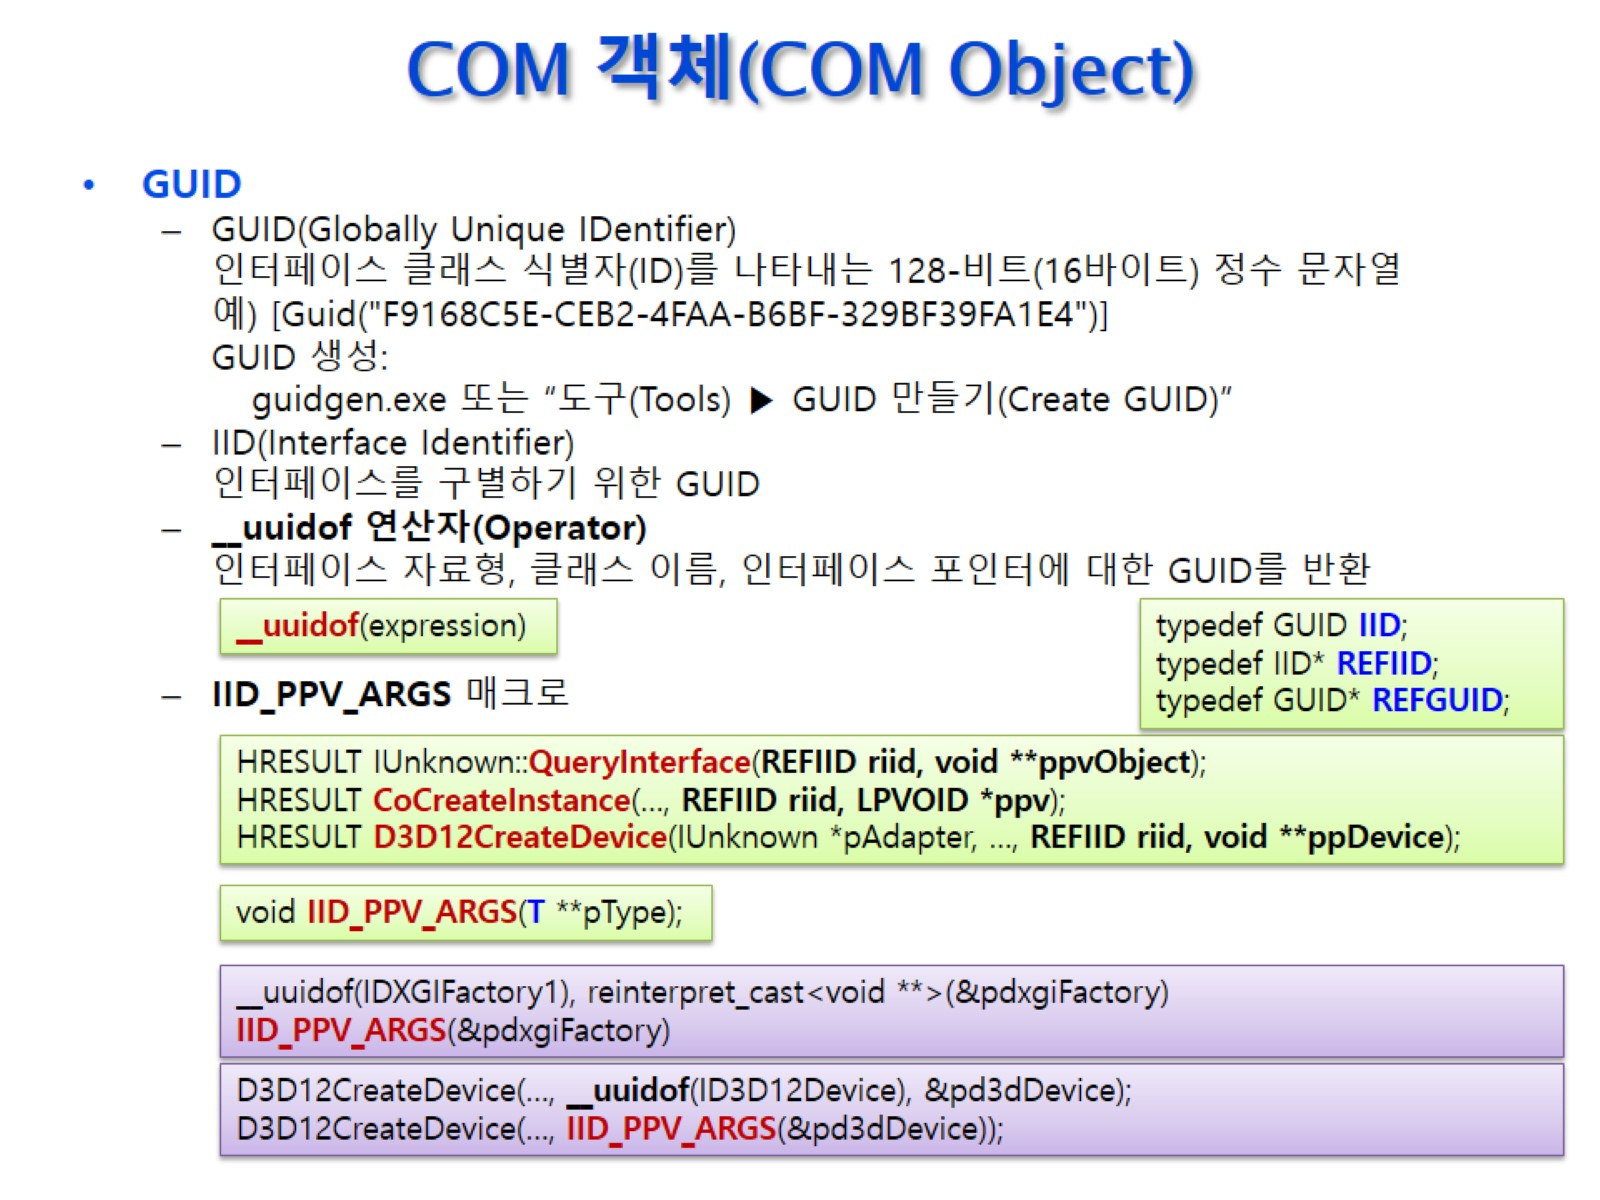 COM 객체(COM Object)
• GUID
– GUID(Globally Unique IDentifier)
인터페이스 클래스 식별자(ID)를 나타내는 128-비트(16바이트) 정수 문자열
예) [Guid("F9168C5E-CEB2-4FAA-B6BF-329BF39FA1E4")]
GUID 생성:
guidgen.exe 또는 “도구(Tools) ▶ GUID 만들기(Create GUID)”
– IID(Interface Identifier)
인터페이스를 구별하기 위한 GUID
– __uuidof 연산자(Operator)
인터페이스 자료형, 클래스 이름, 인터페이스 포인터에 대한 GUID를 반환
__uuidof(expression)
typedef GUID IID;
typedef IID* REFIID;
typedef GUID* REFGUID;
– IID_PPV_ARGS 매크로
HRESULT IUnknown::QueryInterface(REFIID riid, void **ppvObject);
HRESULT CoCreateInstance(…, REFIID riid, LPVOID *ppv);
HRESULT D3D12CreateDevice(IUnknown *pAdapter, …, REFIID riid, void **ppDevice);
void IID_PPV_ARGS(T **pType);
__uuidof(IDXGIFactory1), reinterpret_cast<void **>(&pdxgiFactory)
IID_PPV_ARGS(&pdxgiFactory)
D3D12CreateDevice(…, __uuidof(ID3D12Device), &pd3dDevice);
D3D12CreateDevice(…, IID_PPV_ARGS(&pd3dDevice));